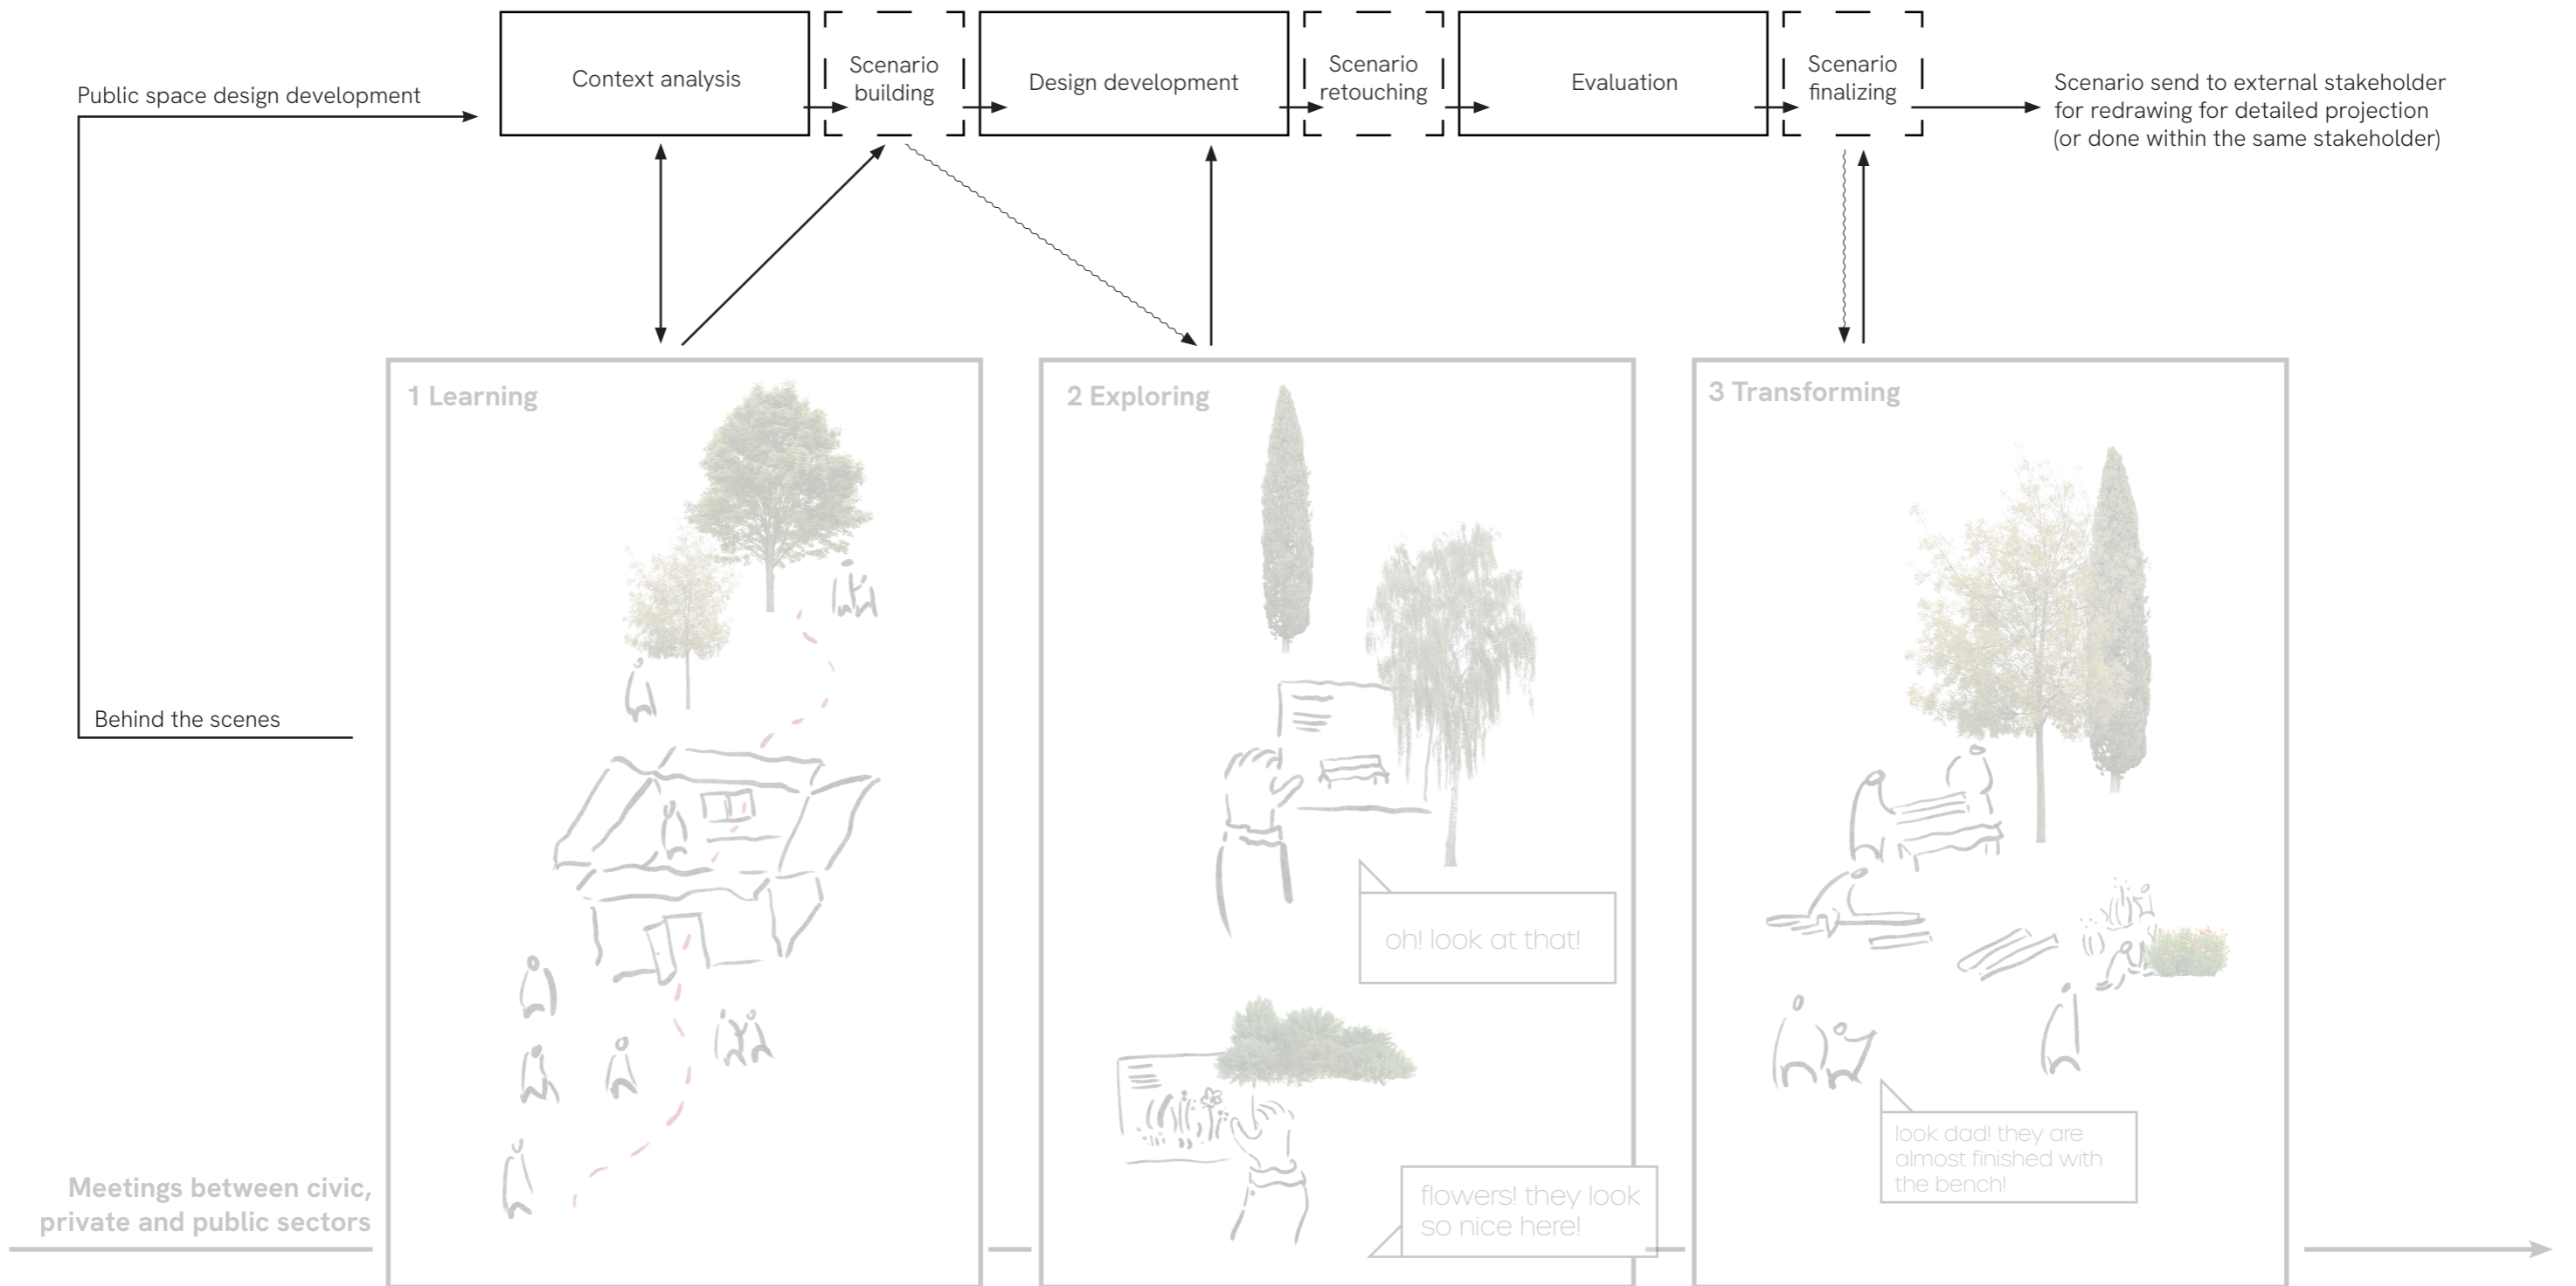 Public space design development
Context analysis
Scenario
building
Design development
Scenario
retouching
Evaluation
Scenario
finalizing
Scenario send to external stakeholder
for redrawing for detailed projection
(or done within the same stakeholder)
1 Learning
2 Exploring
3 Transforming
Behind the scenes
oh! look at that!
flowers! they look
so nice here!
look dad! they are
almost finished with
the bench!
Meetings between civic,
private and public sectors